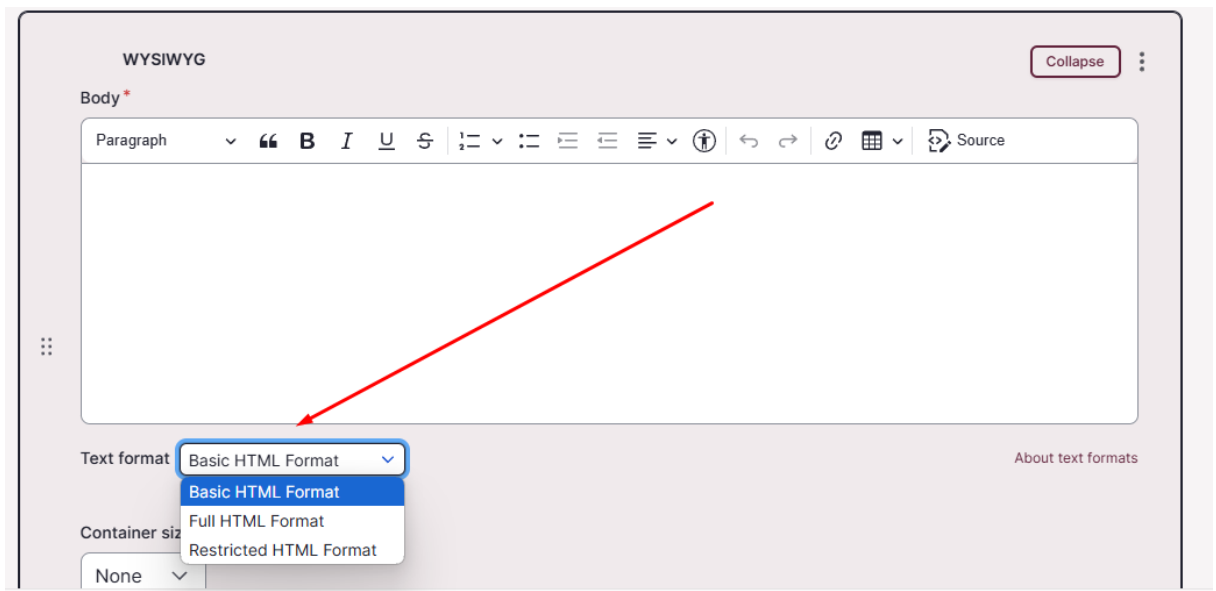 WYSIWYG
Collapse
Body *
Paragraph
B I U S
Source
Text format Basic HTML Format
About text formats
Basic HTML Format
Full HTML Format
Restricted HTML Format
Container siz
None